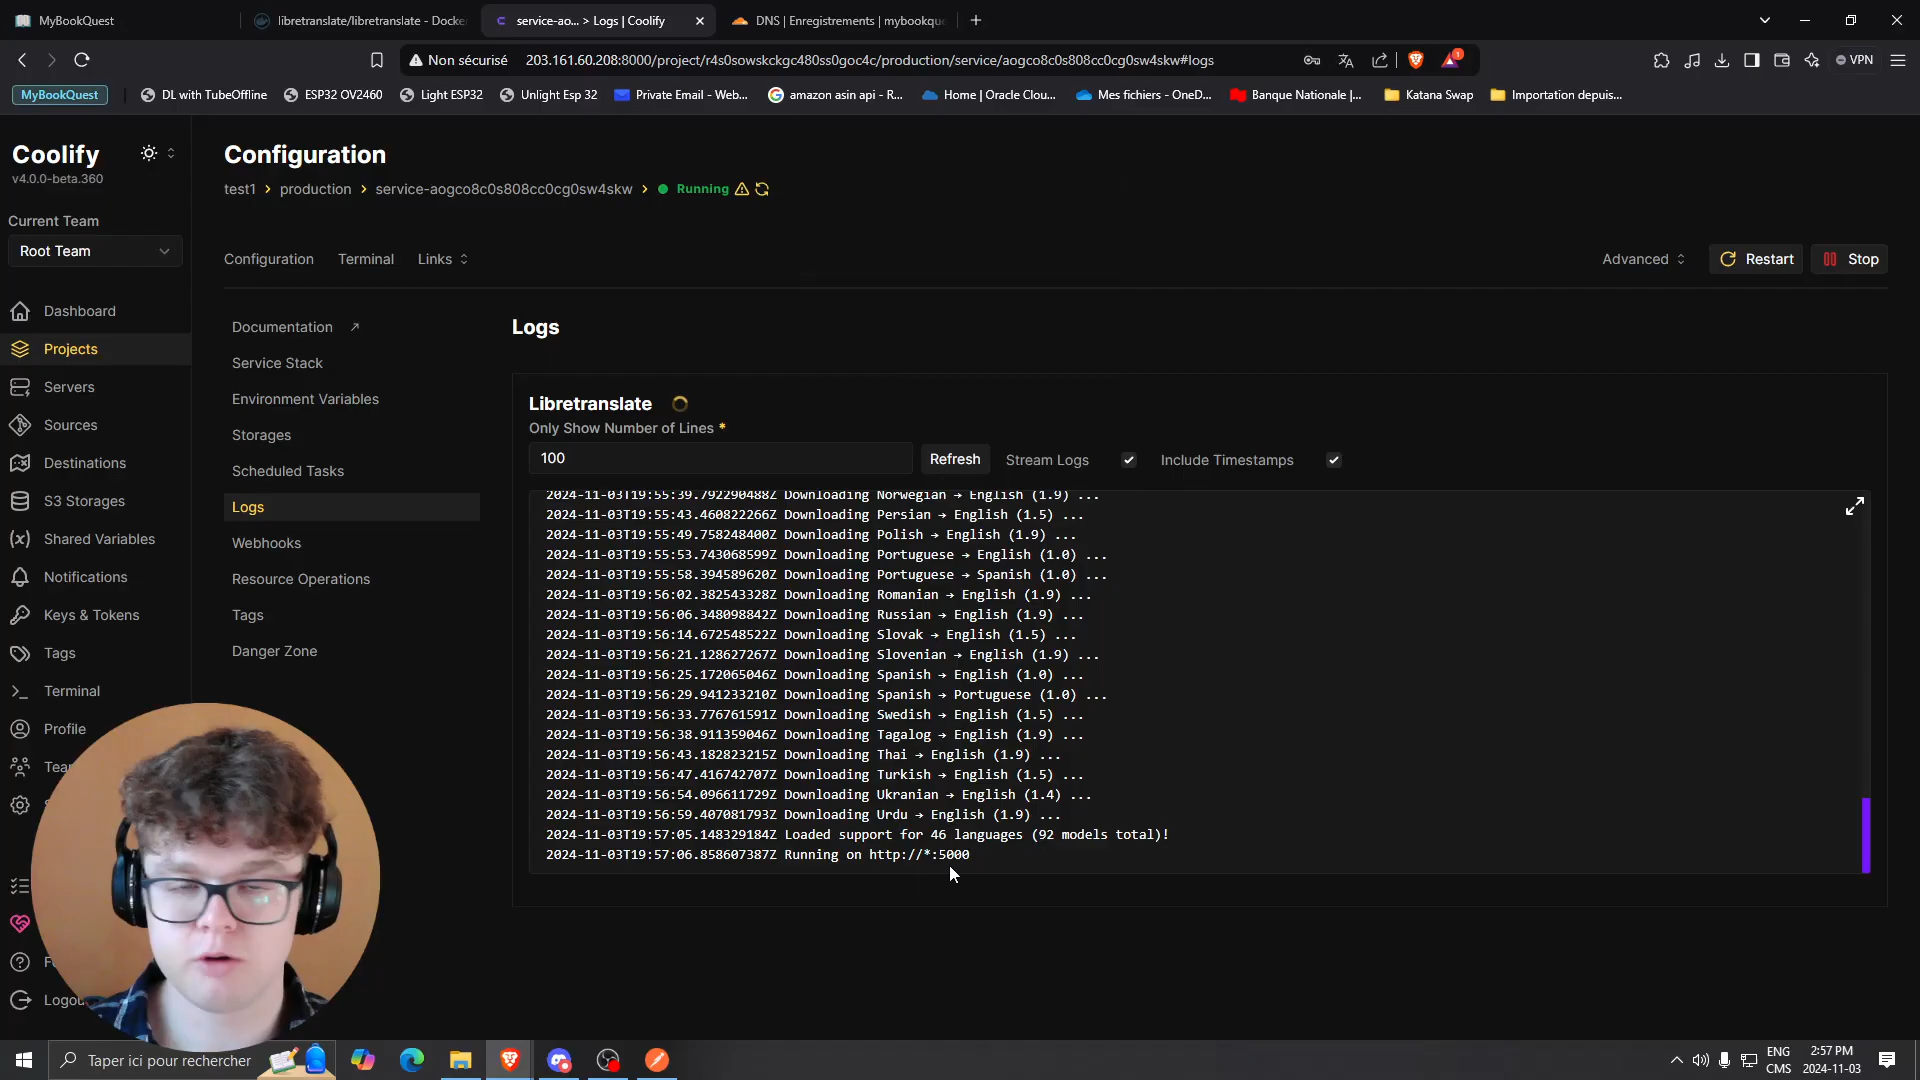 MyBookQuest
libretranslate/libretranslate - Docke
service-ao... > Logs | Coolify
DNS | Enregistrements | mybookqu
Non sécurisé
203.161.60.208:8000/project/r4s0sowskckgc480ss0goc4c/production/service/aogco8c0s808cc0cg0sw4skw#logs
1
VPN
MyBookQuest
DL with TubeOffline
ESP32 OV2460
Light ESP32
Unlight Esp 32
Private Email - Web...
amazon asin api - R...
Home | Oracle Clou...
Mes fichiers - OneD...
Banque Nationale |...
Katana Swap
Importation depuis...
Coolify
v4.0.0-beta.360
Current Team
Root Team
Dashboard
Projects
Servers
Sources
Destinations
S3 Storages
Shared Variables
Notifications
Keys & Tokens
Tags
Terminal
Profile
Configuration
test1 > production > service-aogco8c0s808cc0cg0sw4skw > Running
Configuration
Terminal
Links
Advanced
Restart
Stop
Documentation
Service Stack
Environment Variables
Storages
Scheduled Tasks
Logs
Webhooks
Resource Operations
Tags
Danger Zone
Logs
Libretranslate
Only Show Number of Lines *
100
Refresh
Stream Logs
Include Timestamps
2024-11-03T19:55:39.792290488Z Downloading Norwegian → English (1.9) ...
2024-11-03T19:55:43.460822266Z Downloading Persian → English (1.5) ...
2024-11-03T19:55:49.758248400Z Downloading Polish → English (1.9) ...
2024-11-03T19:55:53.743068599Z Downloading Portuguese → English (1.0) ...
2024-11-03T19:55:58.394589620Z Downloading Portuguese → Spanish (1.0) ...
2024-11-03T19:56:02.382543328Z Downloading Romanian → English (1.9) ...
2024-11-03T19:56:06.348098842Z Downloading Russian → English (1.9) ...
2024-11-03T19:56:14.672548522Z Downloading Slovak → English (1.5) ...
2024-11-03T19:56:21.128627267Z Downloading Slovenian → English (1.9) ...
2024-11-03T19:56:25.172065046Z Downloading Spanish → English (1.0) ...
2024-11-03T19:56:29.941233210Z Downloading Spanish → Portuguese (1.0) ...
2024-11-03T19:56:33.776761591Z Downloading Swedish → English (1.5) ...
2024-11-03T19:56:38.911359046Z Downloading Tagalog → English (1.9) ...
2024-11-03T19:56:43.182823215Z Downloading Thai → English (1.9) ...
2024-11-03T19:56:47.416742707Z Downloading Turkish → English (1.5) ...
2024-11-03T19:56:54.096611729Z Downloading Ukranian → English (1.4) ...
2024-11-03T19:56:59.407081793Z Downloading Urdu → English (1.9) ...
2024-11-03T19:57:05.148329184Z Loaded support for 46 languages (92 models total)!
2024-11-03T19:57:06.858607387Z Running on http://*:5000
Taper ici pour rechercher
ENG
CMS
2:57 PM
2024-11-03